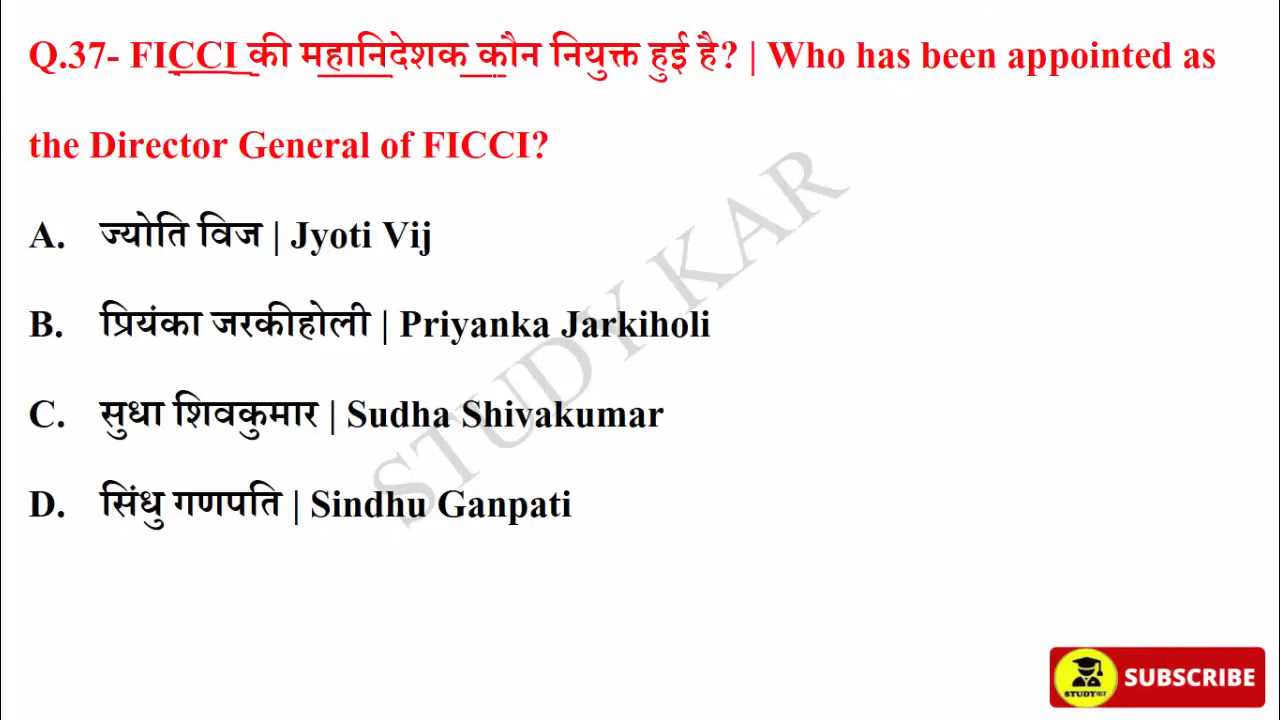 Q.37- FICCI की महानिदेशक कौन नियुक्त हुई है? | Who has been appointed as
the Director General of FICCI?
A. ज्योति विज | Jyoti Vij
B. प्रियंका जरकीहोली | Priyanka Jarkiholi
C. सुधा शिवकुमार | Sudha Shivakumar
D. सिंधु गणपति | Sindhu Ganpati
STUDY KAR
STUDYकर
SUBSCRIBE